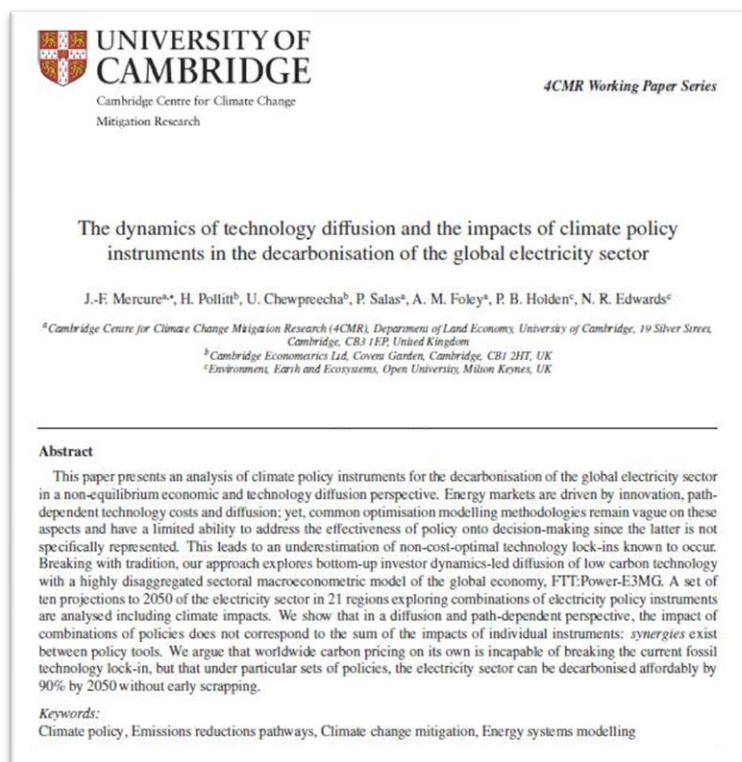 UNIVERSITY OF
CAMBRIDGE
Cambridge Centre for Climate Change
Mitigation Research
4CMR Working Paper Series
The dynamics of technology diffusion and the impacts of climate policy
instruments in the decarbonisation of the global electricity sector
J.-F. Mercureᵃ,*, H. Pollittᵇ, U. Chewpreechaᵇ, P. Salasᵃ, A. M. Foleyᵃ, P. B. Holdenᶜ, N. R. Edwardsᶜ
ᵃCambridge Centre for Climate Change Mitigation Research (4CMR), Department of Land Economy, University of Cambridge, 19 Silver Street,
Cambridge, CB3 1EP, United Kingdom
ᵇCambridge Econometrics Ltd, Covent Garden, Cambridge, CB1 2HT, UK
ᶜEnvironment, Earth and Ecosystems, Open University, Milton Keynes, UK
Abstract
This paper presents an analysis of climate policy instruments for the decarbonisation of the global electricity sector
in a non-equilibrium economic and technology diffusion perspective. Energy markets are driven by innovation, path-
dependent technology costs and diffusion; yet, common optimisation modelling methodologies remain vague on these
aspects and have a limited ability to address the effectiveness of policy onto decision-making since the latter is not
specifically represented. This leads to an underestimation of non-cost-optimal technology lock-ins known to occur.
Breaking with tradition, our approach explores bottom-up investor dynamics-led diffusion of low carbon technology
with a highly disaggregated sectoral macroeconometric model of the global economy, FTT:Power-E3MG. A set of
ten projections to 2050 of the electricity sector in 21 regions exploring combinations of electricity policy instruments
are analysed including climate impacts. We show that in a diffusion and path-dependent perspective, the impact of
combinations of policies does not correspond to the sum of the impacts of individual instruments: synergies exist
between policy tools. We argue that worldwide carbon pricing on its own is incapable of breaking the current fossil
technology lock-in, but that under particular sets of policies, the electricity sector can be decarbonised affordably by
90% by 2050 without early scrapping.
Keywords:
Climate policy, Emissions reductions pathways, Climate change mitigation, Energy systems modelling